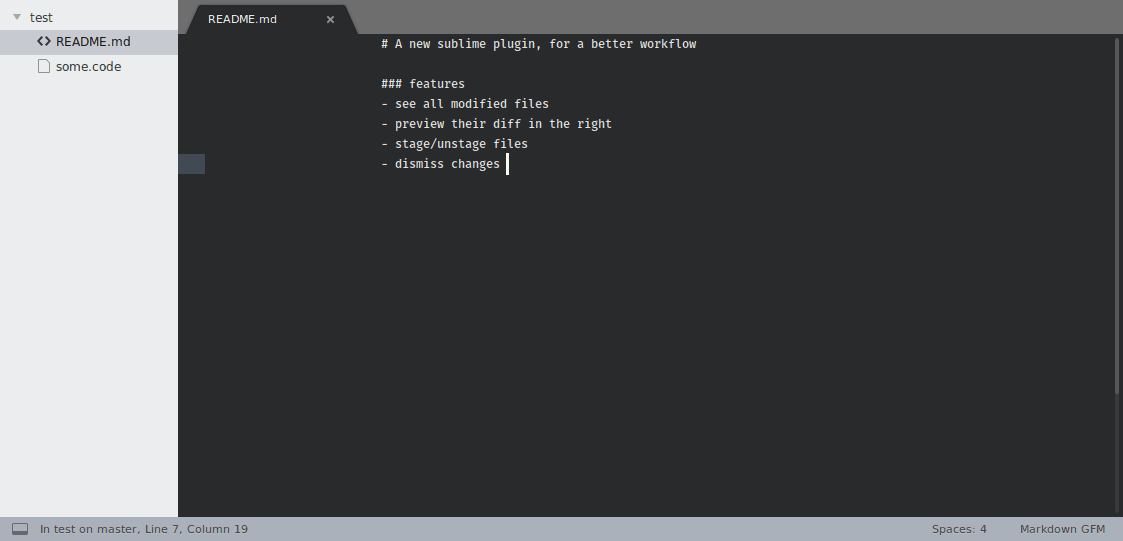 test
README.md
some.code
README.md ×
# A new sublime plugin, for a better workflow
### features
- see all modified files
- preview their diff in the right
- stage/unstage files
- dismiss changes
In test on master, Line 7, Column 19
Spaces: 4
Markdown GFM